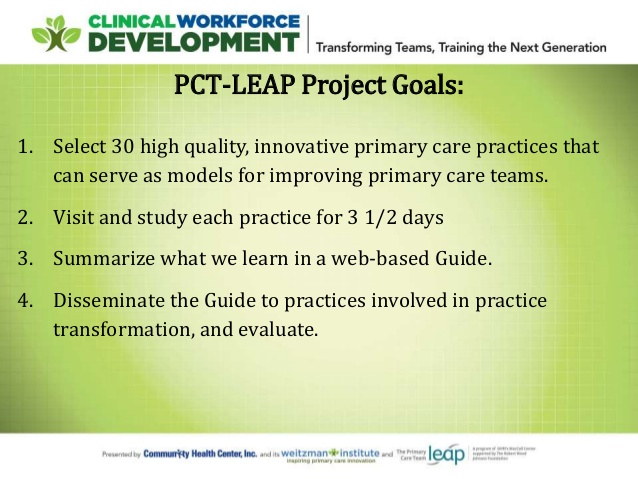 CLINICAL WORKFORCE
DEVELOPMENT
Transforming Teams, Training the Next Generation
PCT-LEAP Project Goals:
1. Select 30 high quality, innovative primary care practices that
can serve as models for improving primary care teams.
2. Visit and study each practice for 3 1/2 days
3. Summarize what we learn in a web-based Guide.
4. Disseminate the Guide to practices involved in practice
transformation, and evaluate.
Presented by Community Health Center, Inc. and its weitzman institute and
inspiring primary care innovation
The Primary
Care Team
leap